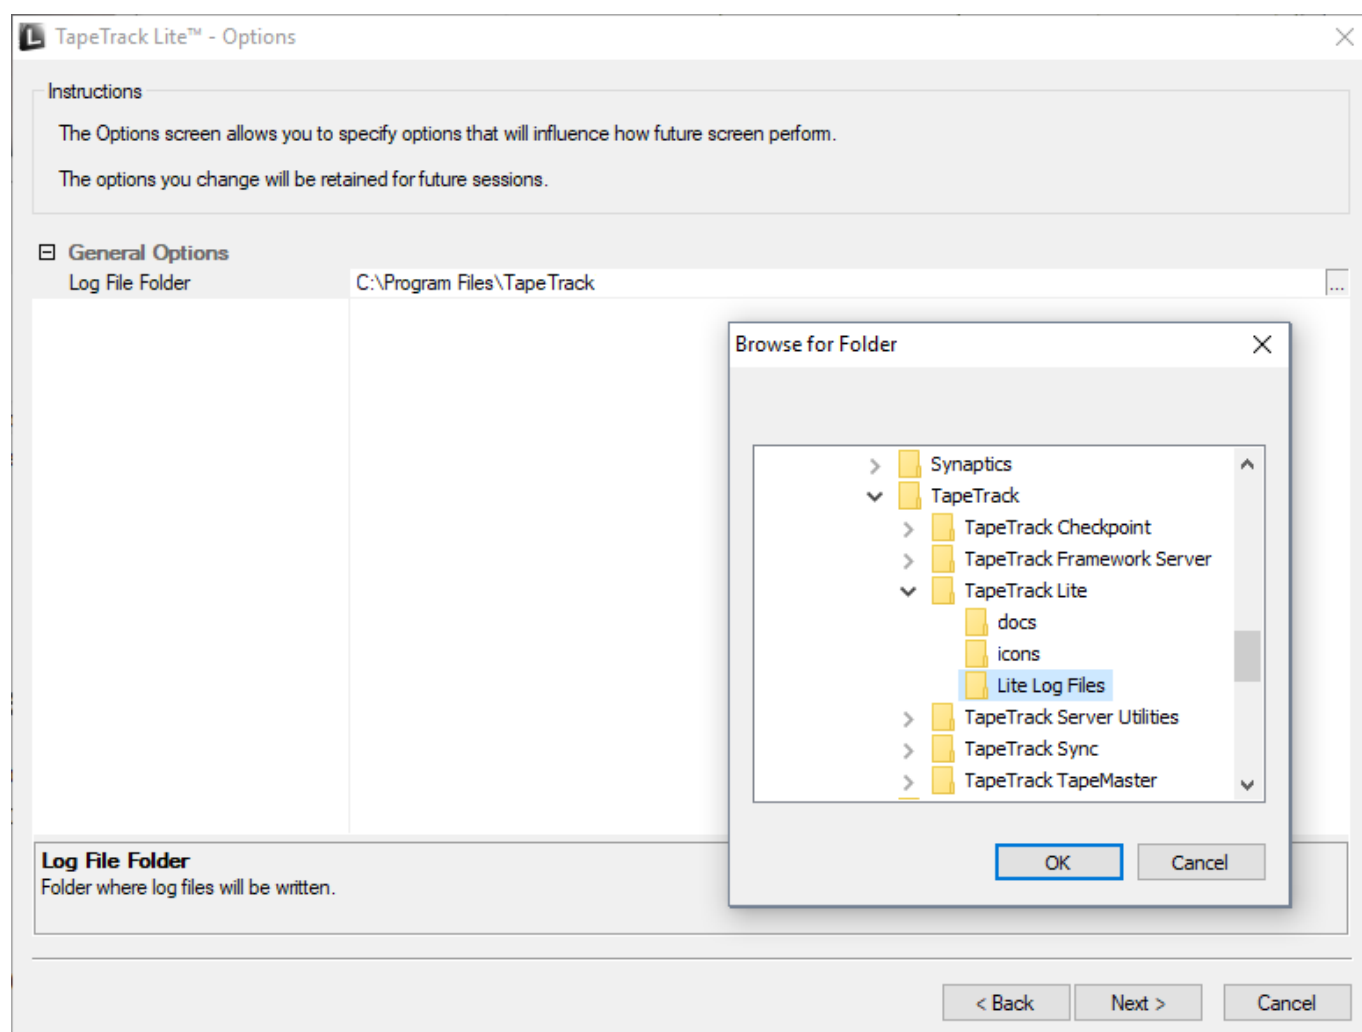 TapeTrack Lite™ - Options
Instructions
The Options screen allows you to specify options that will influence how future screen perform.
The options you change will be retained for future sessions.
General Options
Log File Folder
C:\Program Files\TapeTrack
...
Browse for Folder
Synaptics
TapeTrack
TapeTrack Checkpoint
TapeTrack Framework Server
TapeTrack Lite
docs
icons
Lite Log Files
TapeTrack Server Utilities
TapeTrack Sync
TapeTrack TapeMaster
OK
Cancel
Log File Folder
Folder where log files will be written.
< Back
Next >
Cancel